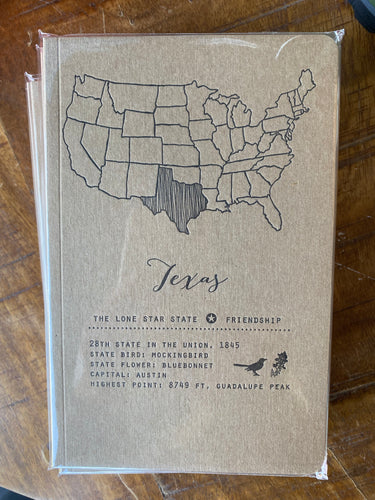 Texas
THE LONE STAR STATE ★ FRIENDSHIP
28TH STATE IN THE UNION, 1845
STATE BIRD: MOCKINGBIRD
STATE FLOWER: BLUEBONNET
CAPITAL: AUSTIN
HIGHEST POINT: 8749 FT, GUADALUPE PEAK